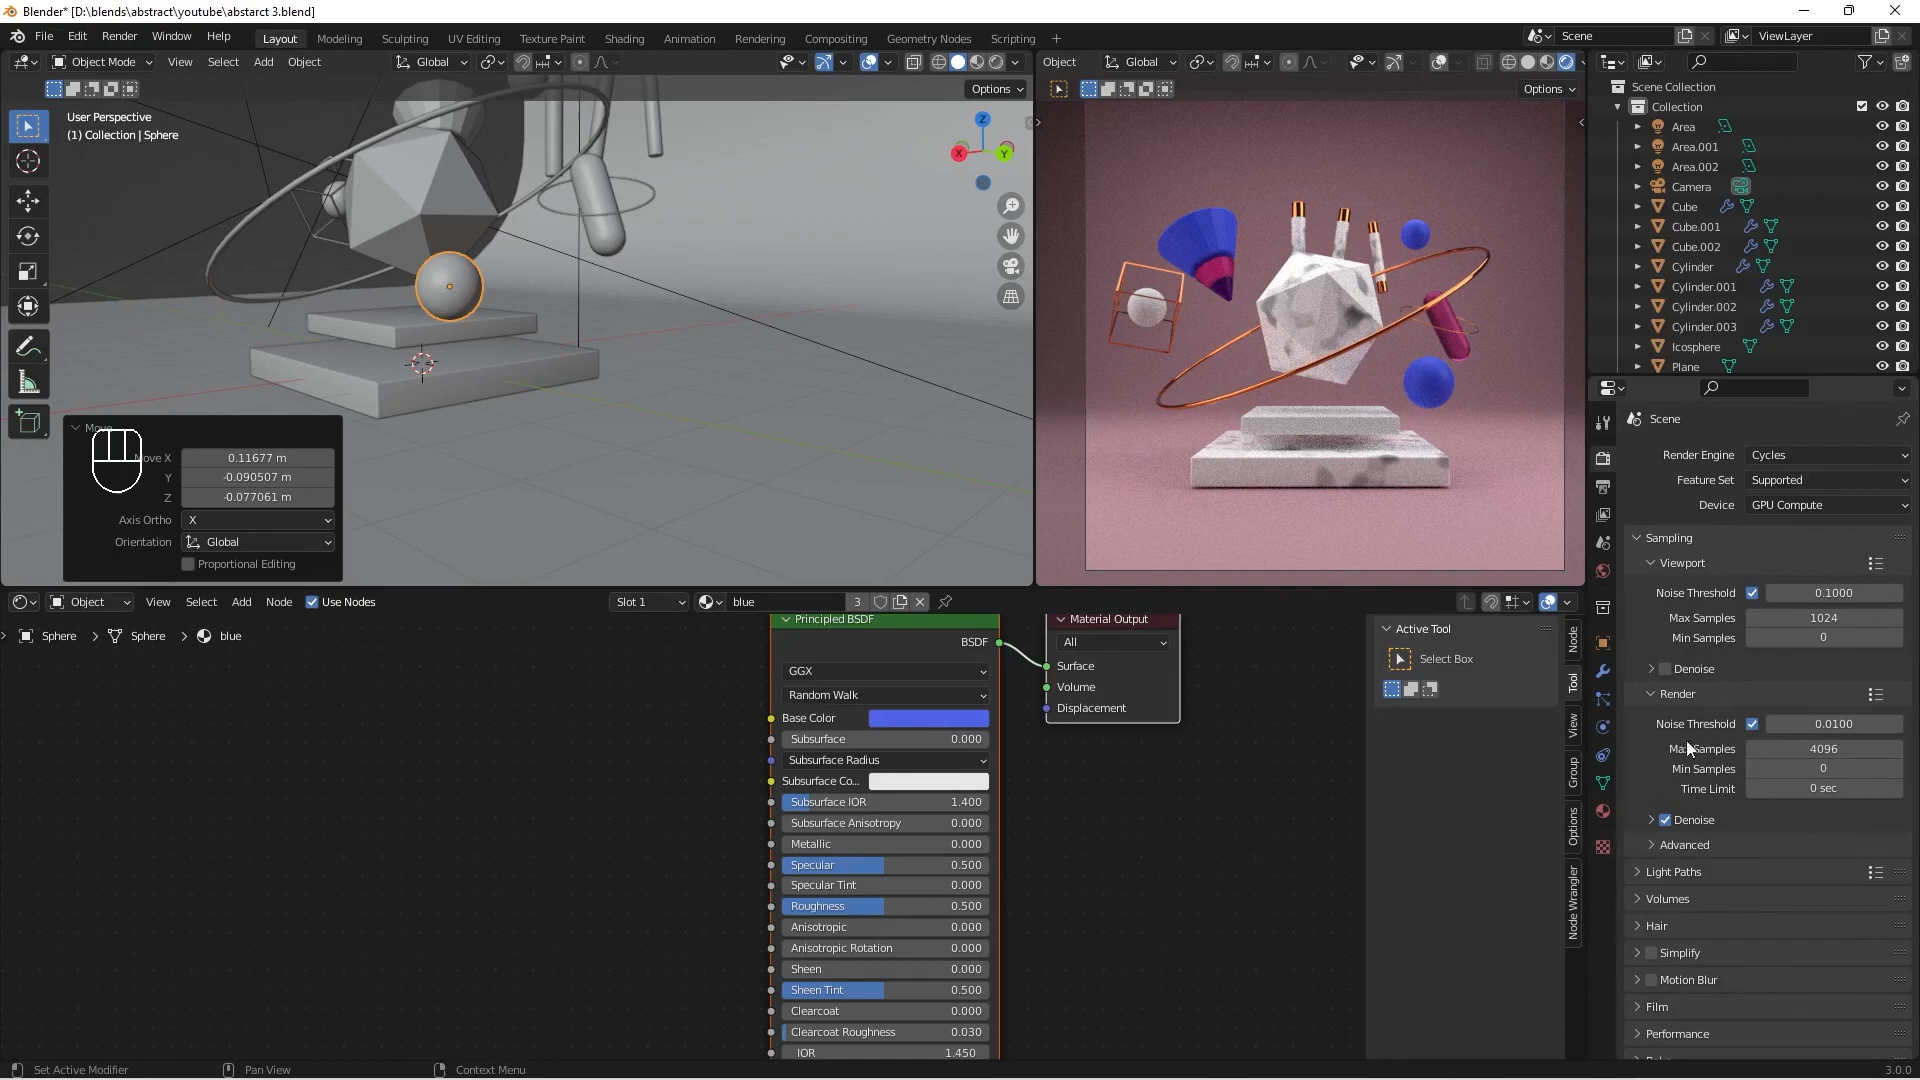 Blender* [D:\blends\abstract\youtube\abstarct 3.blend]
File Edit Render Window Help Layout Modeling Sculpting UV Editing Texture Paint Shading Animation Rendering Compositing Geometry Nodes Scripting + Scene ViewLayer
Object Mode View Select Add Object Global
Options
User Perspective
(1) Collection | Sphere
Z
X
Y
Move X 0.11677 m
Y -0.090507 m
Z -0.077061 m
Axis Ortho X
Orientation Global
Proportional Editing
Object Global
Options
Scene Collection
Collection
Area
Area.001
Area.002
Camera
Cube
Cube.001
Cube.002
Cylinder
Cylinder.001
Cylinder.002
Cylinder.003
Icosphere
Plane
Scene
Render Engine Cycles
Feature Set Supported
Device GPU Compute
Sampling
Viewport
Noise Threshold 0.1000
Max Samples 1024
Min Samples 0
Denoise
Render
Noise Threshold 0.0100
Max Samples 4096
Min Samples 0
Time Limit 0 sec
Denoise
Advanced
Light Paths
Volumes
Hair
Simplify
Motion Blur
Film
Performance
Object View Select Add Node Use Nodes Slot 1 blue 3
Sphere Sphere blue
Principled BSDF
BSDF
GGX
Random Walk
Base Color
Subsurface 0.000
Subsurface Radius
Subsurface Co...
Subsurface IOR 1.400
Subsurface Anisotropy 0.000
Metallic 0.000
Specular 0.500
Specular Tint 0.000
Roughness 0.500
Anisotropic 0.000
Anisotropic Rotation 0.000
Sheen 0.000
Sheen Tint 0.500
Clearcoat 0.000
Clearcoat Roughness 0.030
IOR 1.450
Material Output
All
Surface
Volume
Displacement
Active Tool
Select Box
Node
Tool
View
Group
Options
Node Wrangler
Set Active Modifier Pan View Context Menu 3.0.0